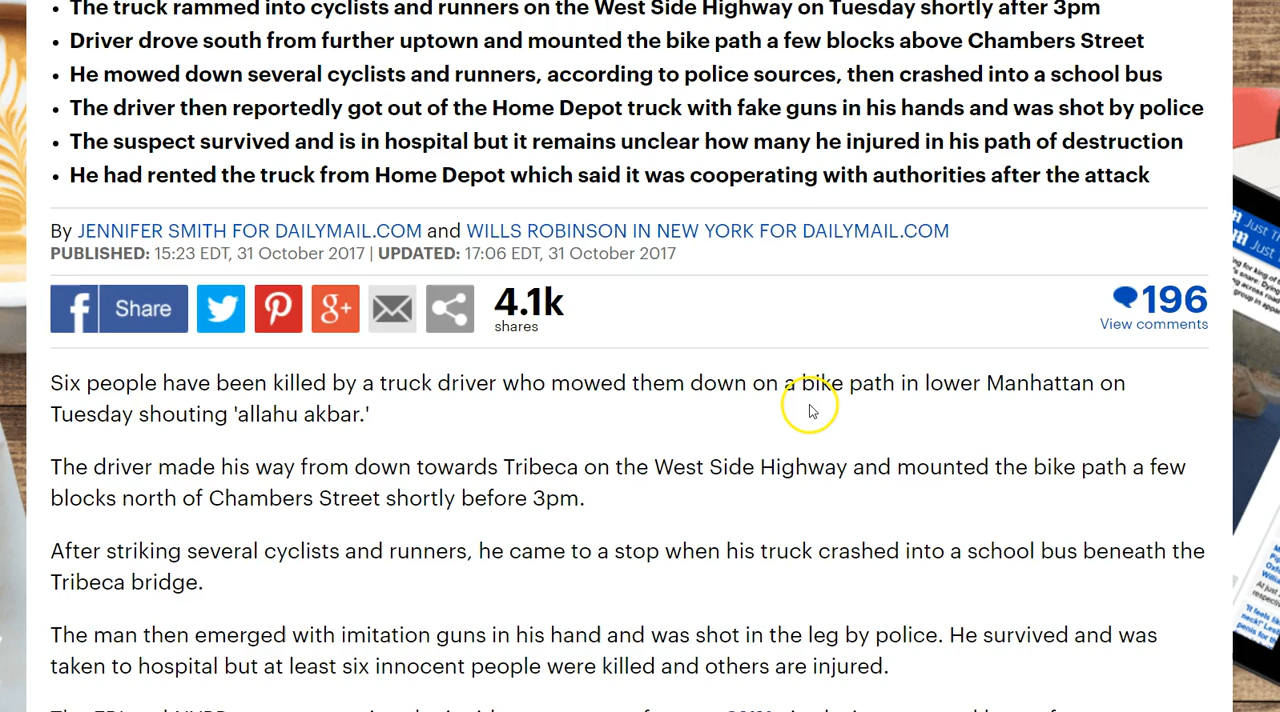 The truck rammed into cyclists and runners on the West Side Highway on Tuesday shortly after 3pm
• Driver drove south from further uptown and mounted the bike path a few blocks above Chambers Street
• He mowed down several cyclists and runners, according to police sources, then crashed into a school bus
• The driver then reportedly got out of the Home Depot truck with fake guns in his hands and was shot by police
• The suspect survived and is in hospital but it remains unclear how many he injured in his path of destruction
• He had rented the truck from Home Depot which said it was cooperating with authorities after the attack
By JENNIFER SMITH FOR DAILYMAIL.COM and WILLS ROBINSON IN NEW YORK FOR DAILYMAIL.COM
PUBLISHED: 15:23 EDT, 31 October 2017 | UPDATED: 17:06 EDT, 31 October 2017
f Share
g+
4.1k
shares
196
View comments
Six people have been killed by a truck driver who mowed them down on a bike path in lower Manhattan on
Tuesday shouting 'allahu akbar.'
The driver made his way from down towards Tribeca on the West Side Highway and mounted the bike path a few
blocks north of Chambers Street shortly before 3pm.
After striking several cyclists and runners, he came to a stop when his truck crashed into a school bus beneath the
Tribeca bridge.
The man then emerged with imitation guns in his hand and was shot in the leg by police. He survived and was
taken to hospital but at least six innocent people were killed and others are injured.